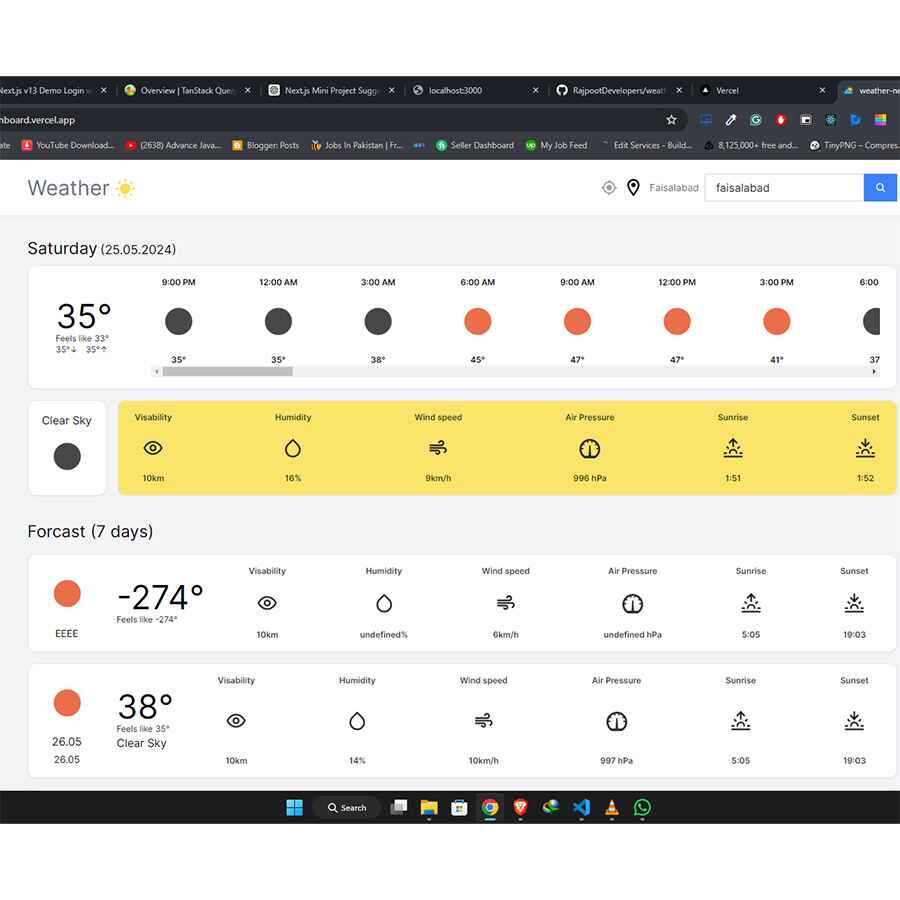 Next.js v13 Demo Login w
Overview | TanStack Quer
Next.js Mini Project Sugge
localhost:3000
RajpootDevelopers/weath
Vercel
weather-ne
hboard.vercel.app
ate YouTube Download... (2638) Advance Java... Blogger: Posts Jobs In Pakistan | Fr... Seller Dashboard My Job Feed Edit Services - Build... 8,125,000+ free and... TinyPNG – Compres...
Weather
Faisalabad
faisalabad
Saturday (25.05.2024)
9:00 PM 12:00 AM 3:00 AM 6:00 AM 9:00 AM 12:00 PM 3:00 PM 6:00
35°
Feels like 33°
35°↓ 35°↑
35° 35° 38° 45° 47° 47° 41° 37
Clear Sky
Visability Humidity Wind speed Air Pressure Sunrise Sunset
10km 16% 9km/h 996 hPa 1:51 1:52
Forcast (7 days)
Visability Humidity Wind speed Air Pressure Sunrise Sunset
-274°
Feels like -274°
EEEE
10km undefined% 6km/h undefined hPa 5:05 19:03
Visability Humidity Wind speed Air Pressure Sunrise Sunset
38°
Feels like 35°
Clear Sky
26.05
26.05
10km 14% 10km/h 997 hPa 5:05 19:03
Search